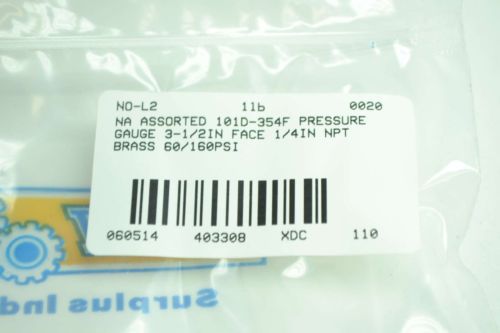 NO-L2 11b 0020
NA ASSORTED 101D-354F PRESSURE
GAUGE 3-1/2IN FACE 1/4IN NPT
BRASS 60/160PSI
060514 403308 XDC 110
Surplus Ind